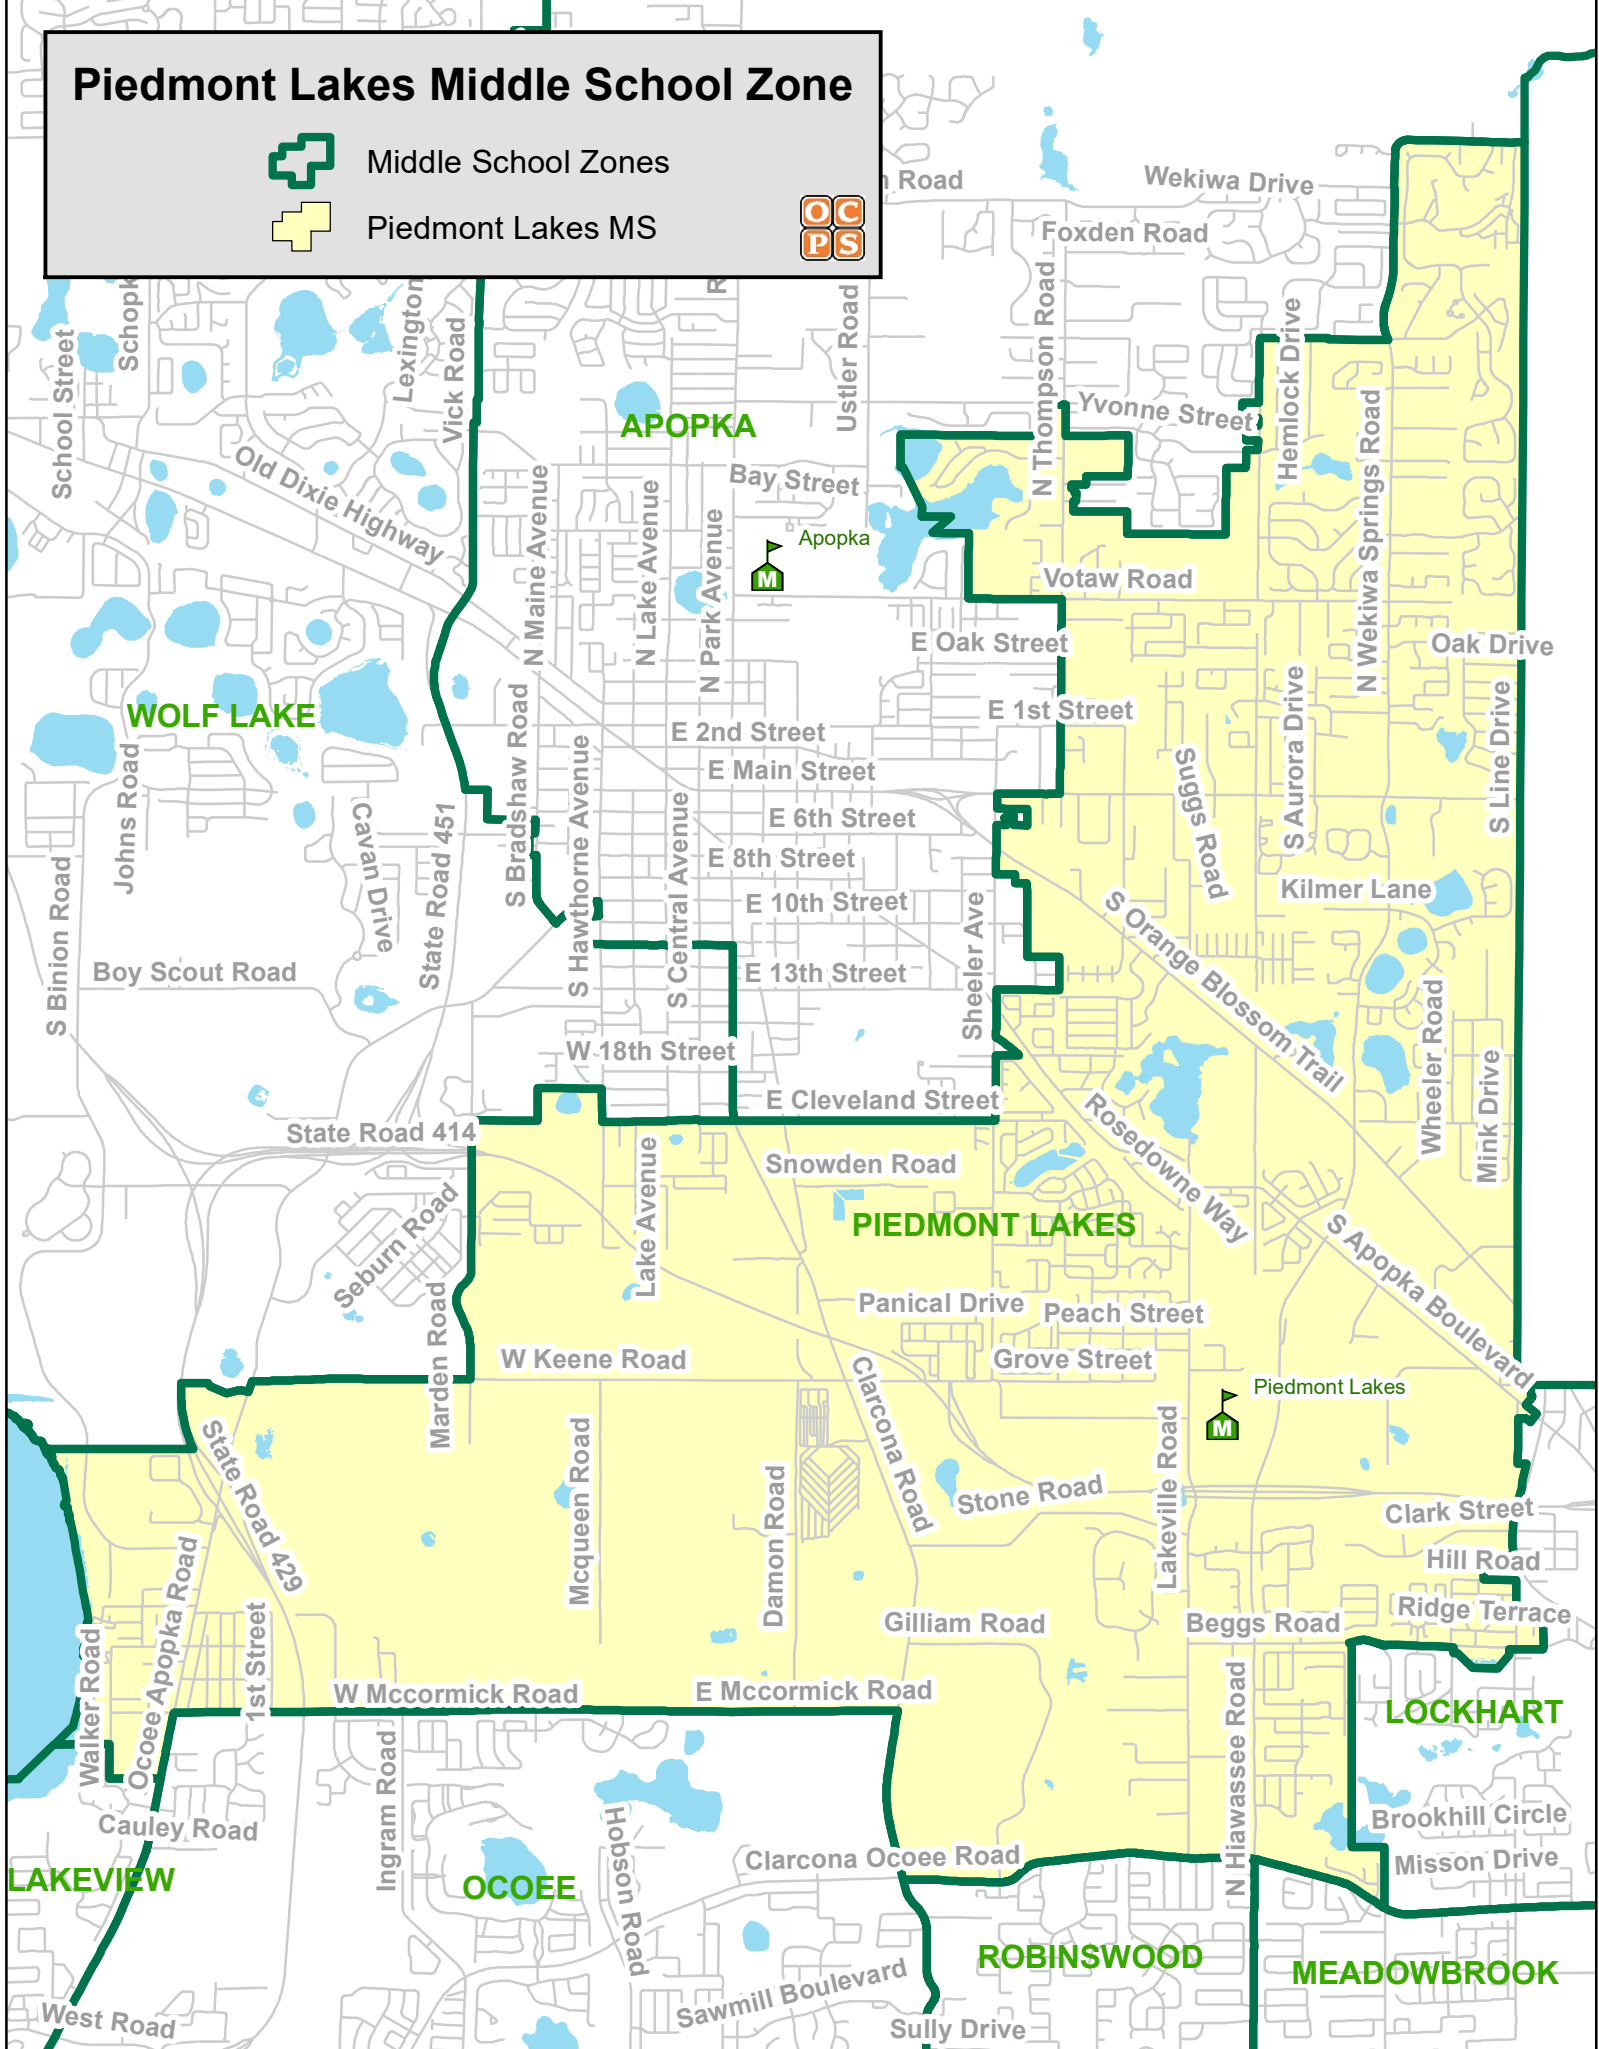 Piedmont Lakes Middle School Zone
Middle School Zones
Piedmont Lakes MS
O C
P S
Road
Wekiwa Drive
Foxden Road
School Street
Lexington
Vick Road
Ustler Road
N Thompson Road
Hemlock Drive
Yvonne Street
APOPKA
N Wekiwa Springs Road
Old Dixie Highway
Bay Street
N Maine Avenue
N Lake Avenue
N Park Avenue
Apopka
M
Votaw Road
E Oak Street
Oak Drive
WOLF LAKE
E 1st Street
E 2nd Street
E Main Street
Johns Road
S Bradshaw Road
S Hawthorne Avenue
Suggs Road
S Aurora Drive
S Line Drive
Cavan Drive
State Road 451
S Central Avenue
E 6th Street
E 8th Street
S Binion Road
E 10th Street
Sheeler Ave
Kilmer Lane
S Orange Blossom Trail
Boy Scout Road
E 13th Street
Wheeler Road
W 18th Street
Mink Drive
E Cleveland Street
Rosedowne Way
State Road 414
Lake Avenue
Snowden Road
PIEDMONT LAKES
Seburn Road
S Apopka Boulevard
Marden Road
Panical Drive
Peach Street
W Keene Road
Grove Street
Clarcona Road
Piedmont Lakes
M
State Road 429
Mcqueen Road
Damon Road
Stone Road
Lakeville Road
Clark Street
Hill Road
Ocoee Apopka Road
1st Street
Walker Road
Gilliam Road
Beggs Road
Ridge Terrace
W Mccormick Road
E Mccormick Road
N Hiawassee Road
LOCKHART
Ingram Road
Hobson Road
Cauley Road
Brookhill Circle
Clarcona Ocoee Road
Misson Drive
LAKEVIEW
OCOEE
ROBINSWOOD
MEADOWBROOK
Sawmill Boulevard
West Road
Sully Drive